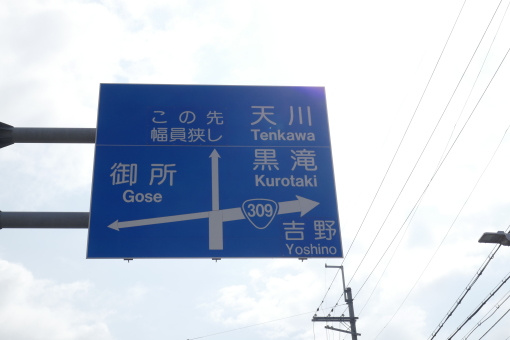 この先
幅員狭し
天川
Tenkawa
黒滝
Kurotaki
御所
Gose
309
吉野
Yoshino